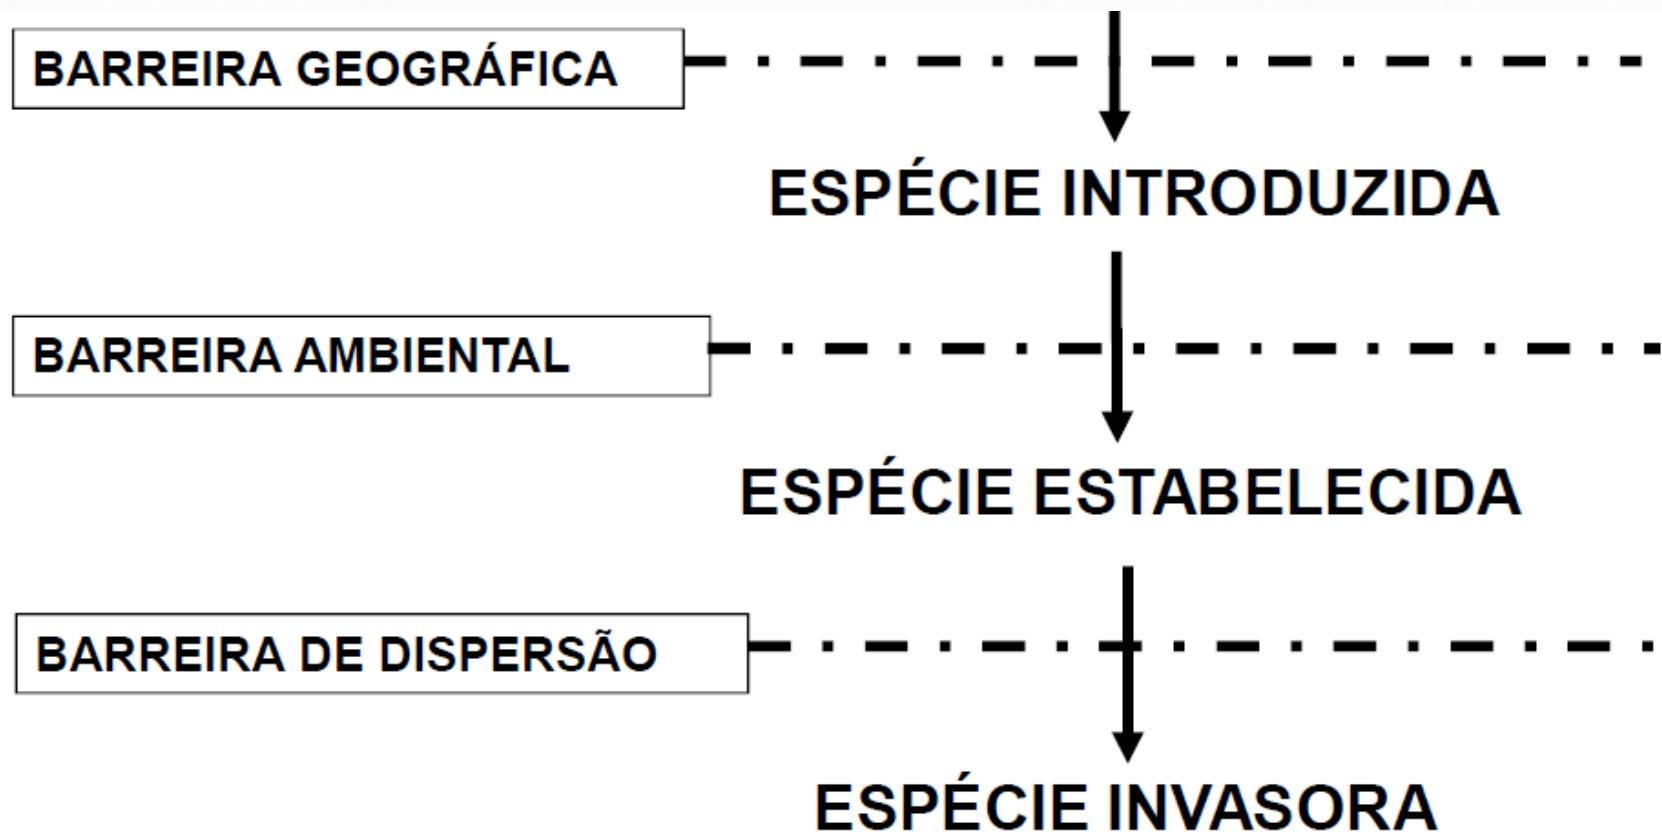 BARREIRA GEOGRÁFICA
ESPÉCIE INTRODUZIDA
BARREIRA AMBIENTAL
ESPÉCIE ESTABELECIDA
BARREIRA DE DISPERSÃO
ESPÉCIE INVASORA